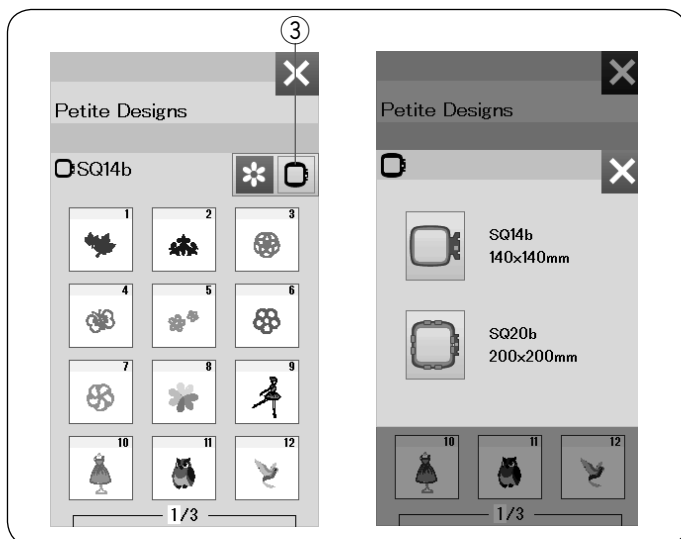 ③
Petite Designs
SQ14b
1 2 3
4 5 6
7 8 9
10 11 12
1/3
Petite Designs
SQ14b
140x140mm
SQ20b
200x200mm
10 11 12
1/3